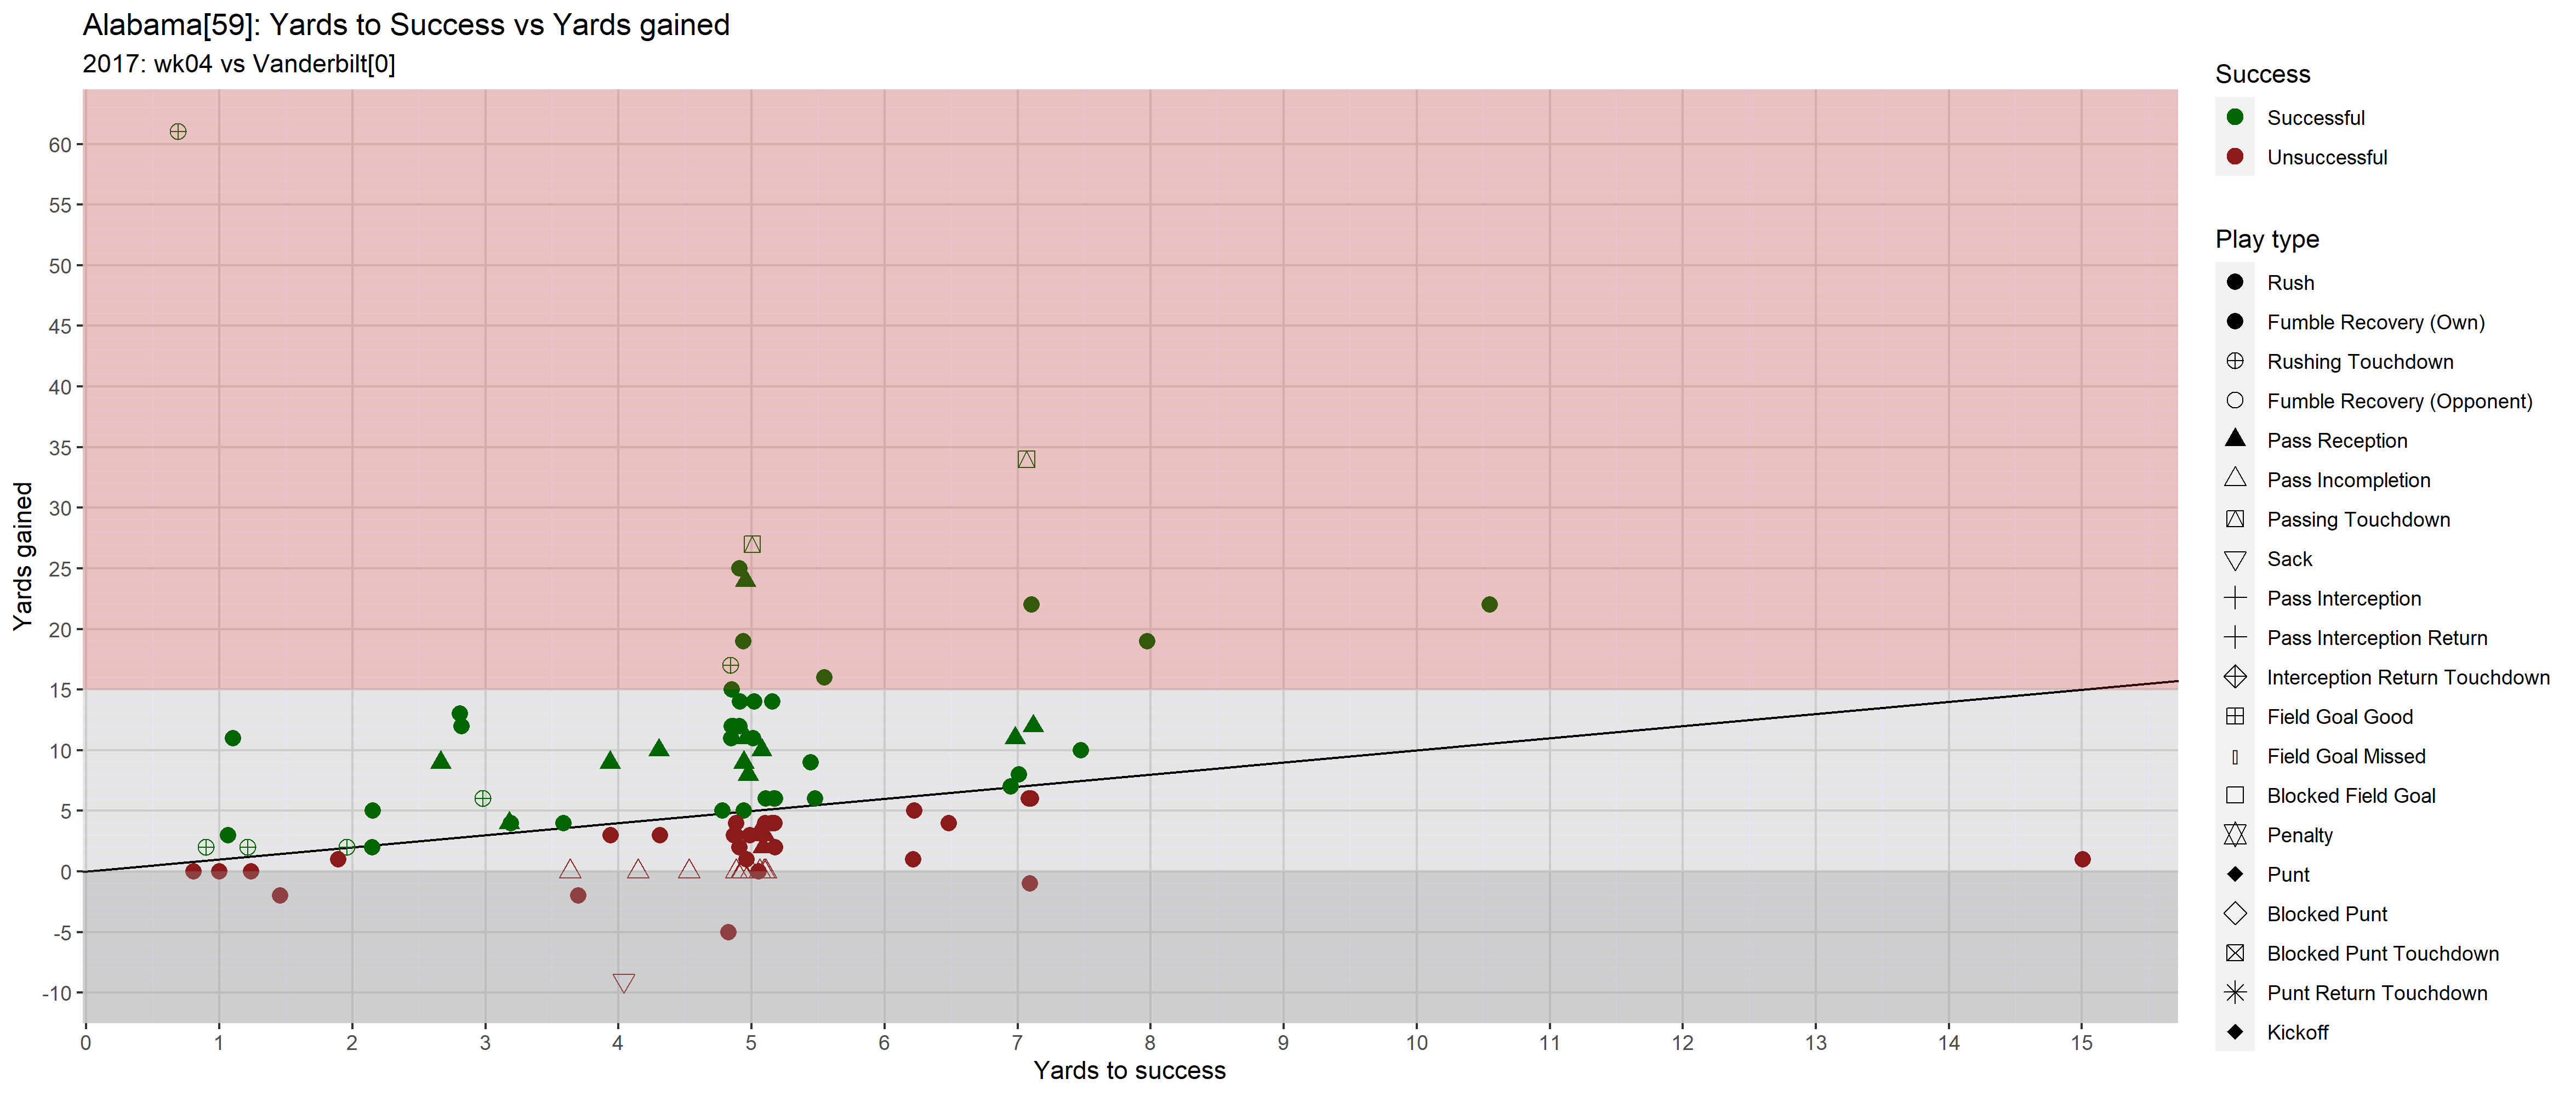 Alabama[59]: Yards to Success vs Yards gained
2017: wk04 vs Vanderbilt[0]
Yards gained
60
55
50
45
40
35
30
25
20
15
10
5
0
-5
-10
0 1 2 3 4 5 6 7 8 9 10 11 12 13 14 15
Yards to success
Success
Successful
Unsuccessful
Play type
Rush
Fumble Recovery (Own)
Rushing Touchdown
Fumble Recovery (Opponent)
Pass Reception
Pass Incompletion
Passing Touchdown
Sack
Pass Interception
Pass Interception Return
Interception Return Touchdown
Field Goal Good
Field Goal Missed
Blocked Field Goal
Penalty
Punt
Blocked Punt
Blocked Punt Touchdown
Punt Return Touchdown
Kickoff